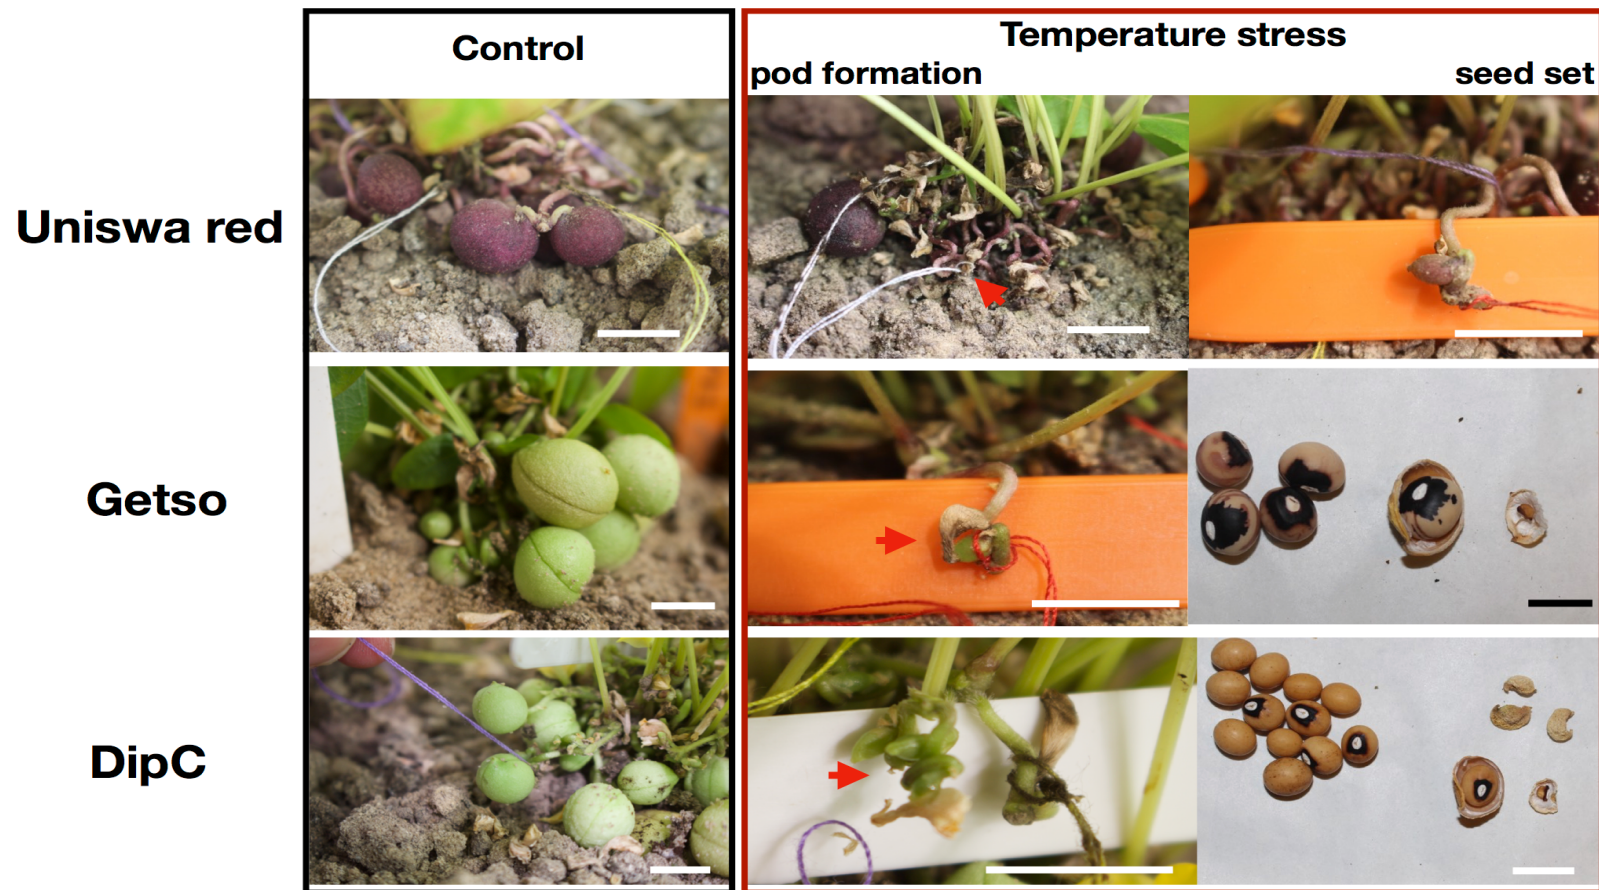 Control
Temperature stress
pod formation
seed set
Uniswa red
Getso
DipC